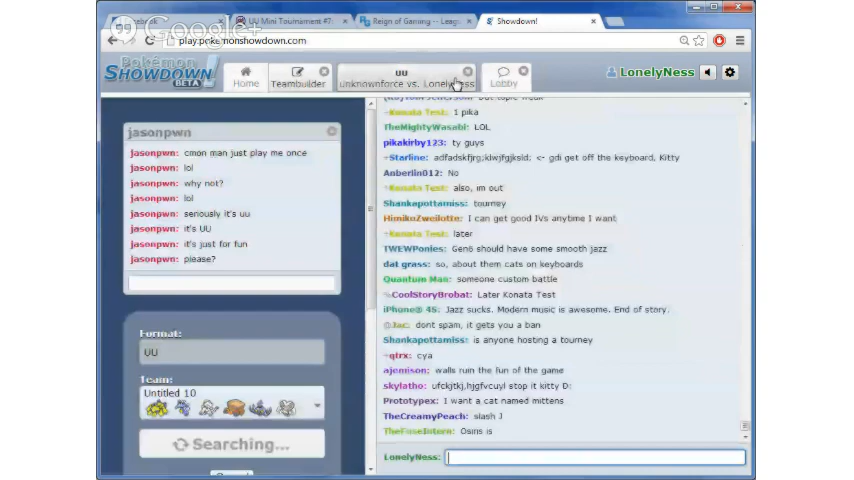 Google+
UU Mini Tournament #7:
Reign of Gaming -- Leag
Showdown!
play.pokemonshowdown.com
Pokémon
SHOWDOWN!
BETA
Home
Teambuilder
UU
unknownforce vs. LonelyNess
Lobby
LonelyNess
jasonpwn
jasonpwn: cmon man just play me once
jasonpwn: lol
jasonpwn: why not?
jasonpwn: lol
jasonpwn: seriously it's uu
jasonpwn: it's UU
jasonpwn: it's just for fun
jasonpwn: please?
Format:
UU
Team:
Untitled 10
Searching...
+Konata Test: 1 pika
TheMightyWasabi: LOL
pikakirby123: ty guys
+Starline: adfadskfjrg;klwjfgjksld; <- gdi get off the keyboard, Kitty
Anberlin012: No
+Konata Test: also, im out
Shankapottamiss: tourney
HimikoZweilotte: I can get good IVs anytime I want
+Konata Test: later
TWEWPonies: Gen6 should have some smooth jazz
dat grass: so, about them cats on keyboards
Quantum Man: someone custom battle
%CoolStoryBrobat: Later Konata Test
iPhone® 4S: Jazz sucks. Modern music is awesome. End of story.
@Jac: dont spam, it gets you a ban
Shankapottamiss: is anyone hosting a tourney
+qtrx: cya
ajemison: walls ruin the fun of the game
skylatho: ufckjtkj,hjgfvcuyl stop it kitty D:
Prototypex: I want a cat named mittens
TheCreamyPeach: slash J
TheFuseIntern: Osiris is
LonelyNess: